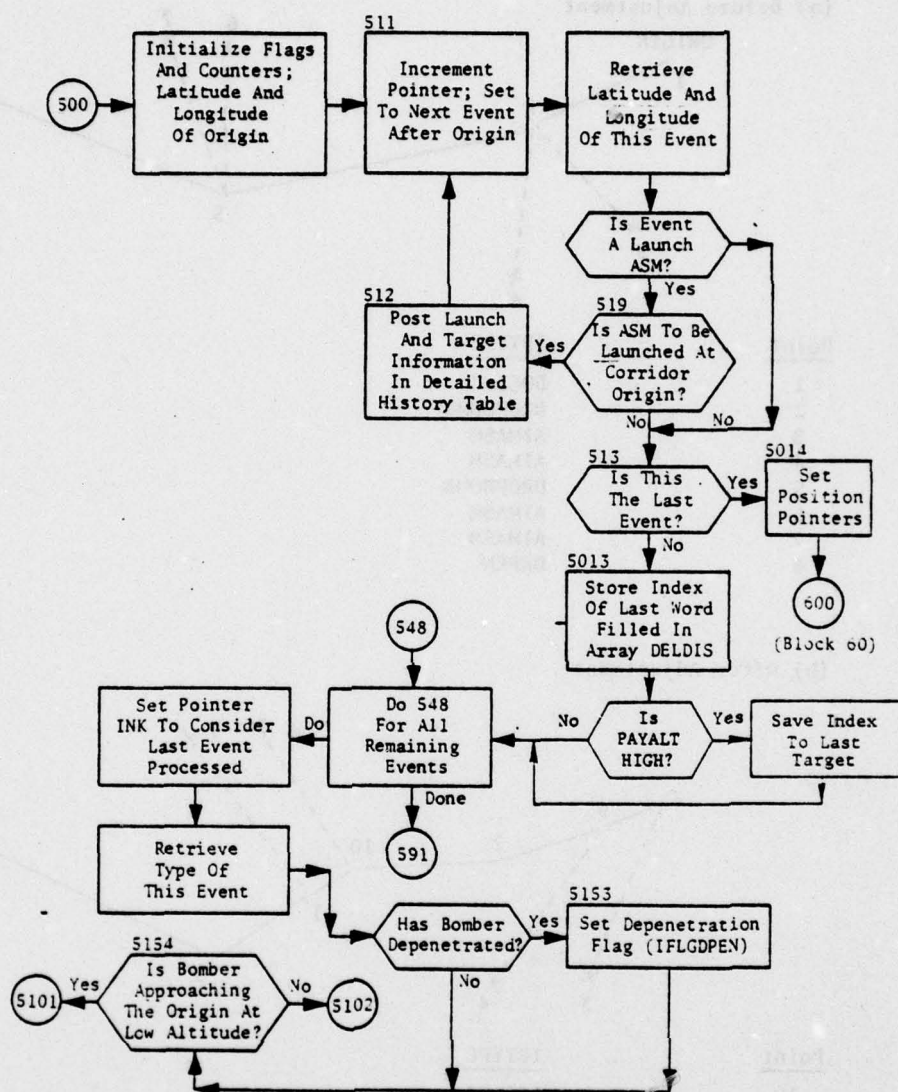 500
Initialize Flags
And Counters;
Latitude And
Longitude
Of Origin
511
Increment
Pointer; Set
To Next Event
After Origin
Retrieve
Latitude And
Longitude
Of This Event
Is Event
A Launch
ASM?
Yes
No
519
Is ASM To Be
Launched At
Corridor
Origin?
Yes
No
512
Post Launch
And Target
Information
In Detailed
History Table
513
Is This
The Last
Event?
Yes
No
5014
Set
Position
Pointers
600
(Block 60)
5013
Store Index
Of Last Word
Filled In
Array DELDIS
Is
PAYALT
HIGH?
Yes
No
Save Index
To Last
Target
548
Do 548
For All
Remaining
Events
Do
Done
591
Set Pointer
INK To Consider
Last Event
Processed
Retrieve
Type Of
This Event
Has Bomber
Depenetrated?
Yes
No
5153
Set Depenetration
Flag (IFLGDPEN)
5154
Is Bomber
Approaching
The Origin At
Low Altitude?
Yes
No
5101
5102
Point